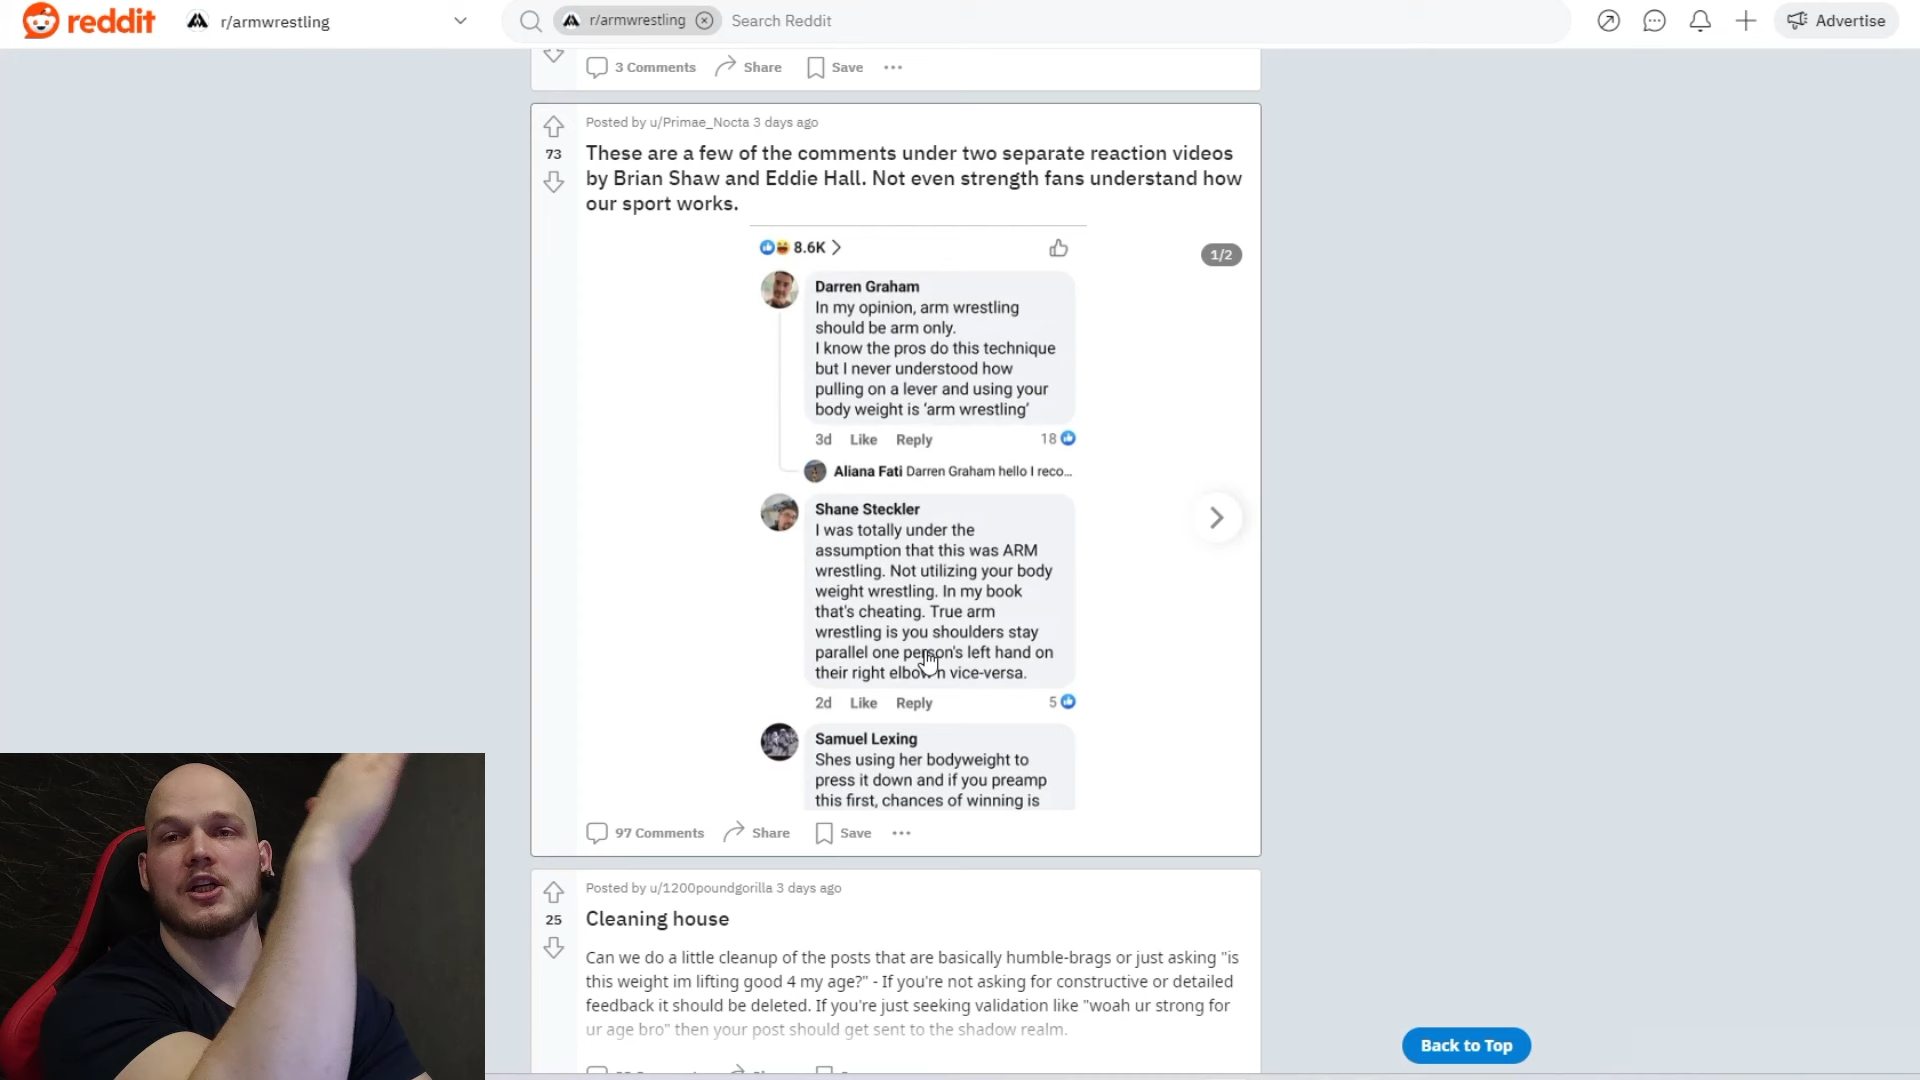 reddit
r/armwrestling
r/armwrestling
Search Reddit
Advertise
3 Comments
Share
Save
Posted by u/Primae_Nocta 3 days ago
73
These are a few of the comments under two separate reaction videos
by Brian Shaw and Eddie Hall. Not even strength fans understand how
our sport works.
8.6K
1/2
Darren Graham
In my opinion, arm wrestling
should be arm only.
I know the pros do this technique
but I never understood how
pulling on a lever and using your
body weight is ‘arm wrestling’
3d Like Reply 18
Aliana Fati Darren Graham hello I reco...
Shane Steckler
I was totally under the
assumption that this was ARM
wrestling. Not utilizing your body
weight wrestling. In my book
that's cheating. True arm
wrestling is you shoulders stay
parallel one person's left hand on
their right elbow n vice-versa.
2d Like Reply 5
Samuel Lexing
Shes using her bodyweight to
press it down and if you preamp
this first, chances of winning is
97 Comments
Share
Save
Posted by u/1200poundgorilla 3 days ago
25
Cleaning house
Can we do a little cleanup of the posts that are basically humble-brags or just asking "is
this weight im lifting good 4 my age?" - If you're not asking for constructive or detailed
feedback it should be deleted. If you're just seeking validation like "woah ur strong for
ur age bro" then your post should get sent to the shadow realm.
Back to Top